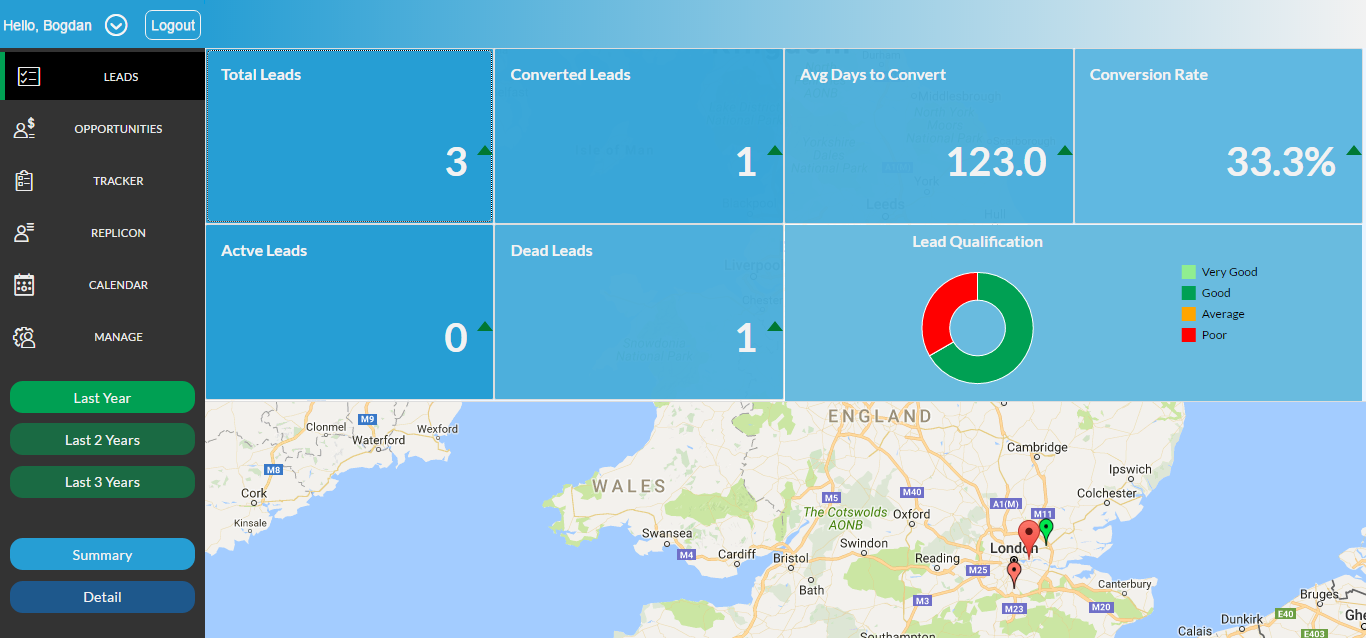 Hello, Bogdan
Logout
LEADS
OPPORTUNITIES
TRACKER
REPLICON
CALENDAR
MANAGE
Last Year
Last 2 Years
Last 3 Years
Summary
Detail
Total Leads
3
Converted Leads
1
Avg Days to Convert
123.0
Conversion Rate
33.3%
Actve Leads
0
Dead Leads
1
Lead Qualification
Very Good
Good
Average
Poor
York
Leeds
Hull
Liverpool
ENGLAND
M9
Clonmel
Wexford
Waterford
M8
Cork
Kinsale
WALES
Cambridge
Ipswich
Colchester
M5
M40
A1(M)
M11
The Cotswolds
AONB
Oxford
Swansea
M4
Cardiff
Bristol
Swindon
Reading
London
M25
Bath
Canterbury
M3
M23
M20
Bruges
Dunkirk
E40
Calais
E403
Southampton